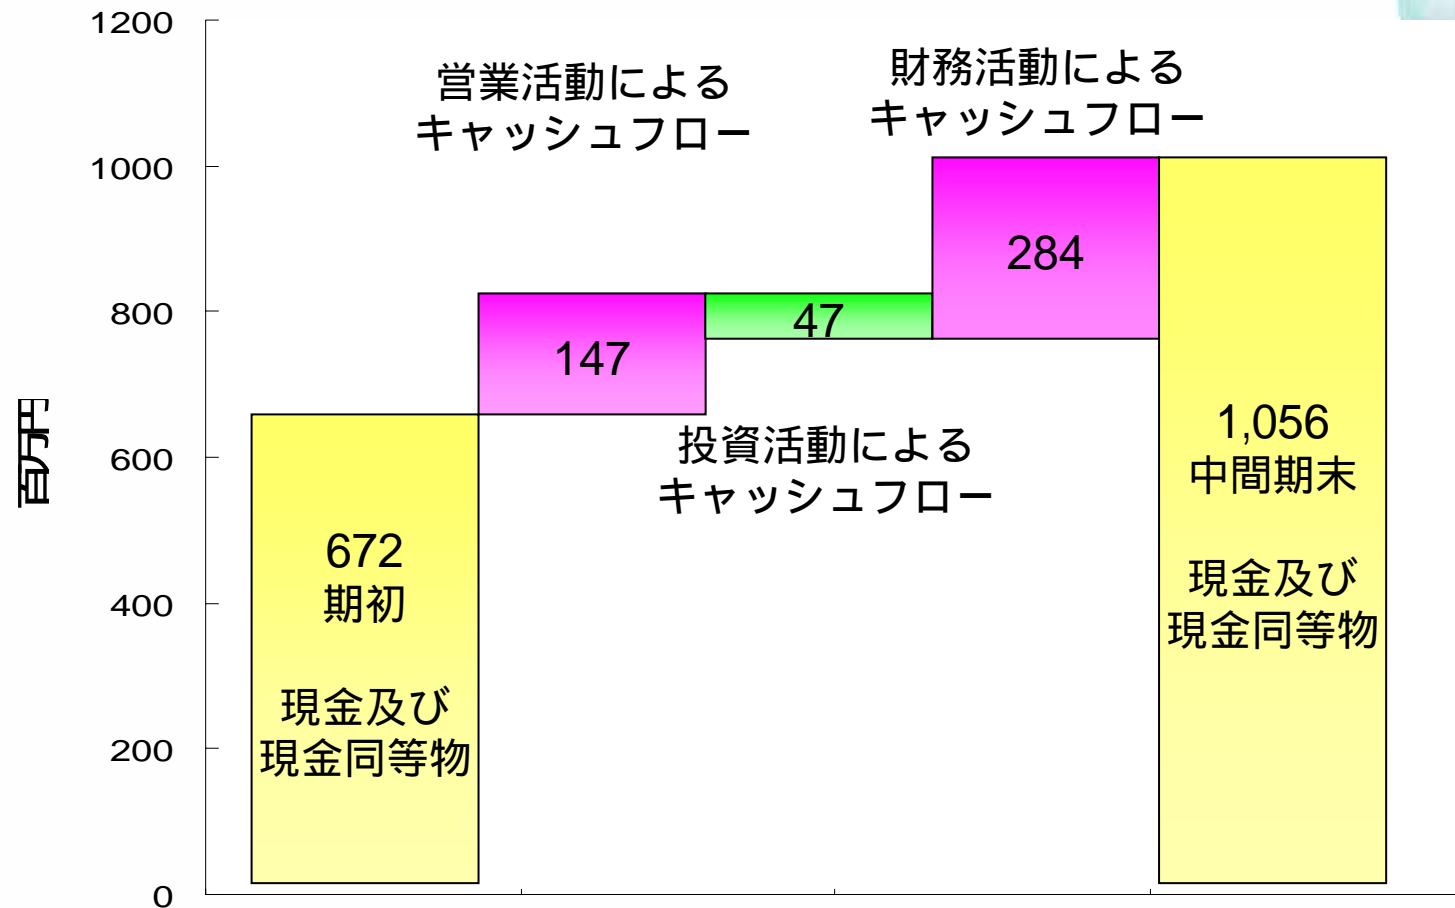 1200
1000
800
600
400
200
0
百万円
営業活動による
キャッシュフロー
財務活動による
キャッシュフロー
投資活動による
キャッシュフロー
672
期初
現金及び
現金同等物
147
47
284
1,056
中間期末
現金及び
現金同等物